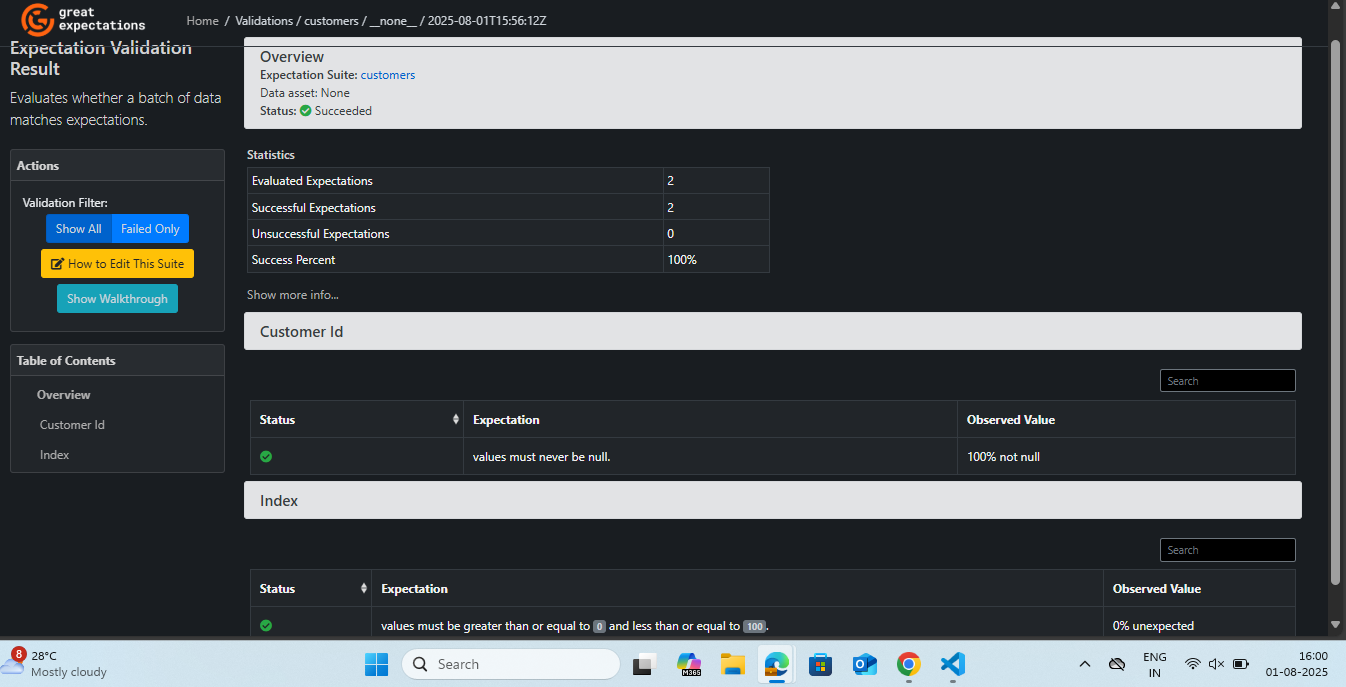 great
expectations
Home / Validations / customers / __none__ / 2025-08-01T15:56:12Z
Expectation Validation
Result
Evaluates whether a batch of data
matches expectations.
Actions
Validation Filter:
Show All Failed Only
How to Edit This Suite
Show Walkthrough
Table of Contents
Overview
Customer Id
Index
Overview
Expectation Suite: customers
Data asset: None
Status: Succeeded
Statistics
Evaluated Expectations 2
Successful Expectations 2
Unsuccessful Expectations 0
Success Percent 100%
Show more info...
Customer Id
Search
Status Expectation Observed Value
values must never be null. 100% not null
Index
Search
Status Expectation Observed Value
values must be greater than or equal to 0 and less than or equal to 100. 0% unexpected
8
28°C
Mostly cloudy
Search
M365
ENG
IN
16:00
01-08-2025